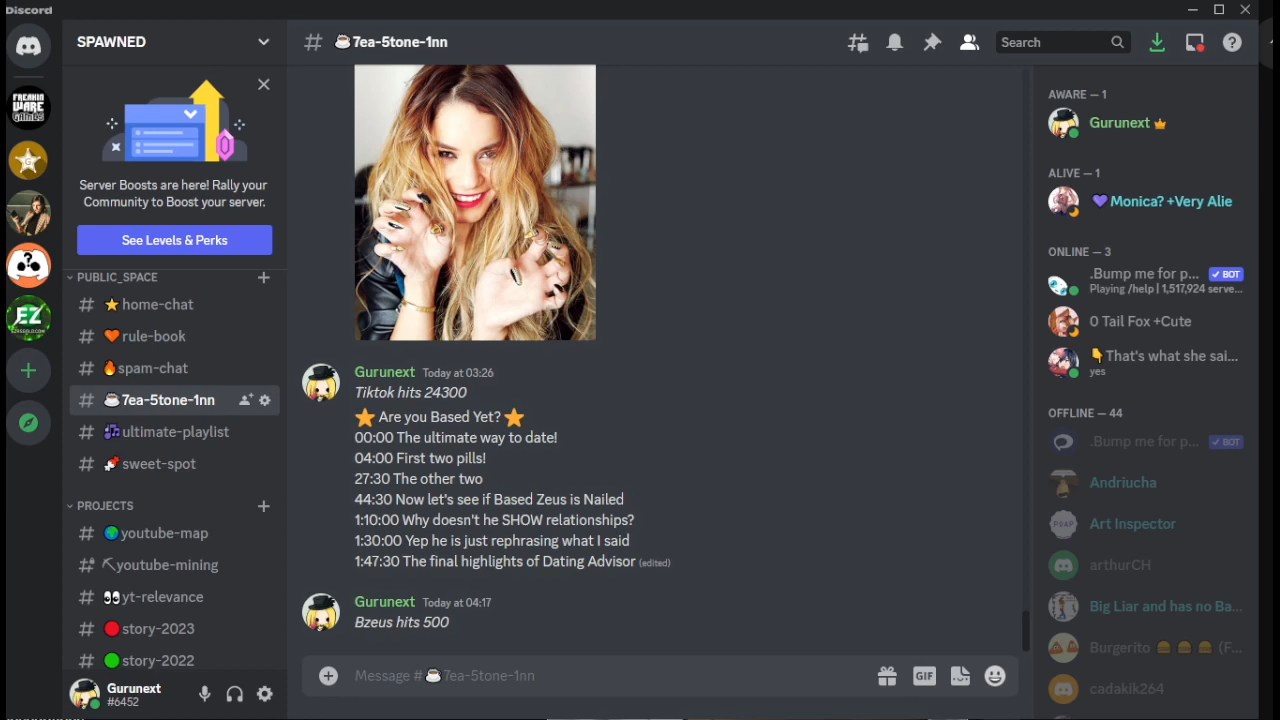 Discord
SPAWNED
Server Boosts are here! Rally your
Community to Boost your server.
See Levels & Perks
PUBLIC_SPACE
home-chat
rule-book
spam-chat
7ea-5tone-1nn
ultimate-playlist
sweet-spot
PROJECTS
youtube-map
youtube-mining
yt-relevance
story-2023
story-2022
Gurunext
#6452
FREAKIN
WARE
GAMES
EZ
7ea-5tone-1nn
Search
Gurunext Today at 03:26
Tiktok hits 24300
Are you Based Yet?
00:00 The ultimate way to date!
04:00 First two pills!
27:30 The other two
44:30 Now let's see if Based Zeus is Nailed
1:10:00 Why doesn't he SHOW relationships?
1:30:00 Yep he is just rephrasing what I said
1:47:30 The final highlights of Dating Advisor (edited)
Gurunext Today at 04:17
Bzeus hits 500
Message # 7ea-5tone-1nn
GIF
AWARE — 1
Gurunext
ALIVE — 1
Monica? +Very Alie
ONLINE — 3
.Bump me for p... BOT
Playing /help | 1,517,924 serve...
0 Tail Fox +Cute
That's what she sai...
yes
OFFLINE — 44
.Bump me for p... BOT
Andriucha
Art Inspector
arthurCH
Big Liar and has no Ba...
Burgerito (F...
cadakik264